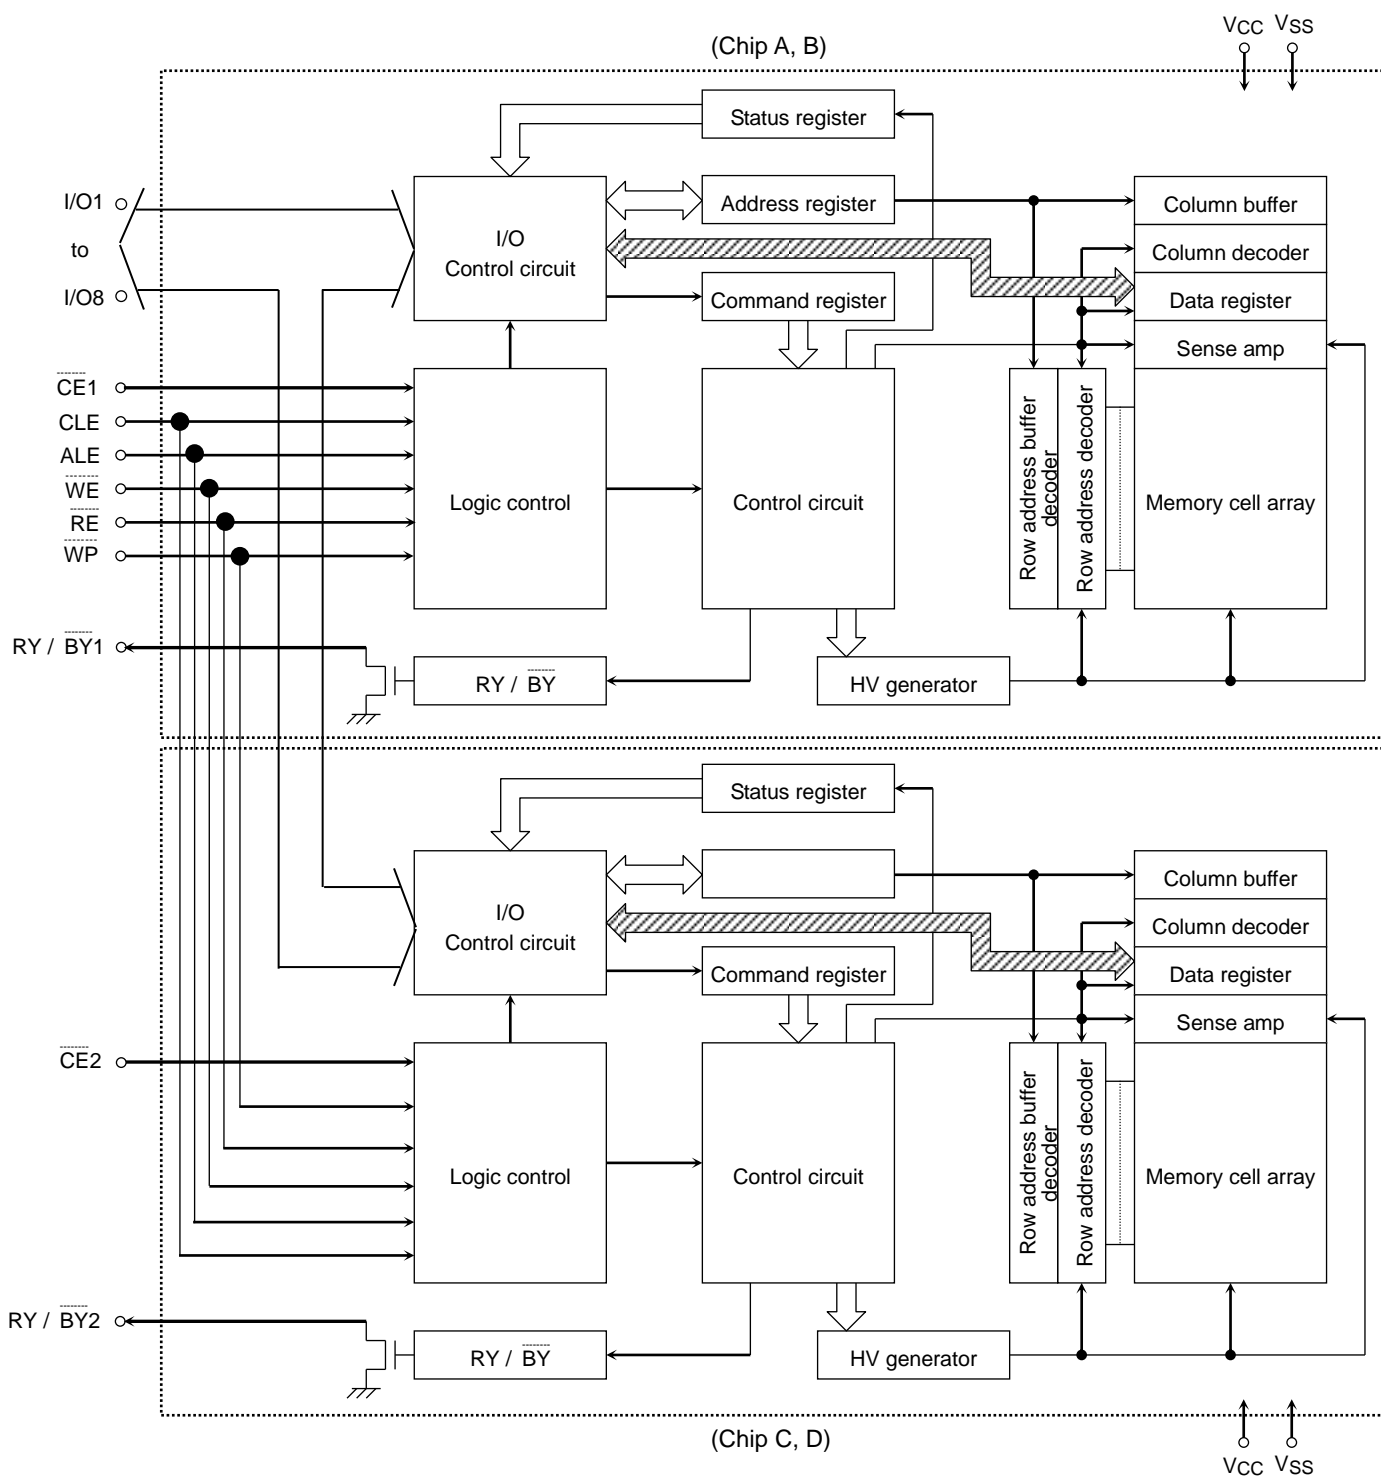 (Chip A, B)
VCC
VSS
Status register
I/O1
to
I/O8
I/O
Control circuit
Address register
Column buffer
Column decoder
Command register
Data register
Sense amp
CE1
CLE
ALE
WE
RE
WP
Logic control
Control circuit
Row address buffer
decoder
Row address decoder
Memory cell array
RY / BY1
RY / BY
HV generator
Status register
I/O
Control circuit
Column buffer
Column decoder
Command register
Data register
Sense amp
CE2
Logic control
Control circuit
Row address buffer
decoder
Row address decoder
Memory cell array
RY / BY2
RY / BY
HV generator
(Chip C, D)
VCC
VSS